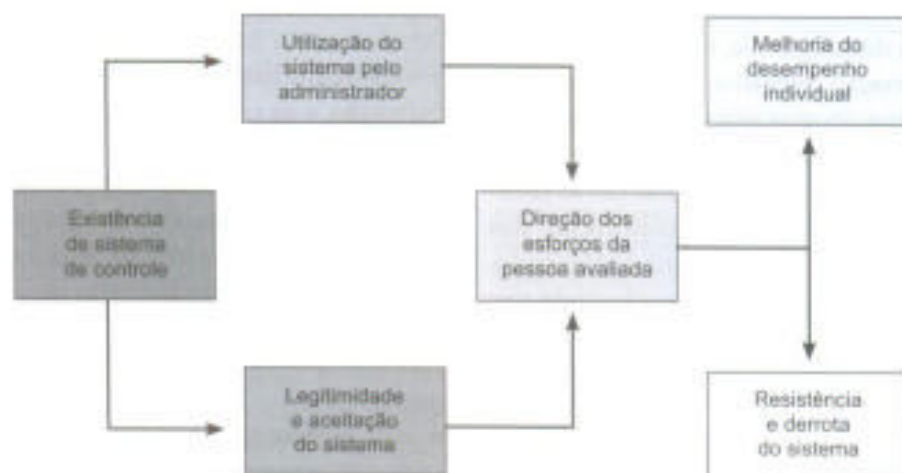 Utilização do
sistema pelo
administrador
Melhoria do
desempenho
individual
Existência
de sistema
de controle
Direção dos
esforços da
pessoa avaliada
Legitimidade
e aceitação
do sistema
Resistência
e derrota
do sistema